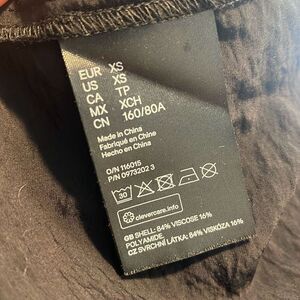 EUR XS
US XS
CA TP
MX XCH
CN 160/80A
Made in China
Fabriqué en Chine
Hecho en China
O/N 116015
P/N 0973202 3
30
clevercare.info
GB SHELL: 84% VISCOSE 16%
POLYAMIDE.
CZ SVRCHNÍ LÁTKA: 84% VISKÓZA 16%